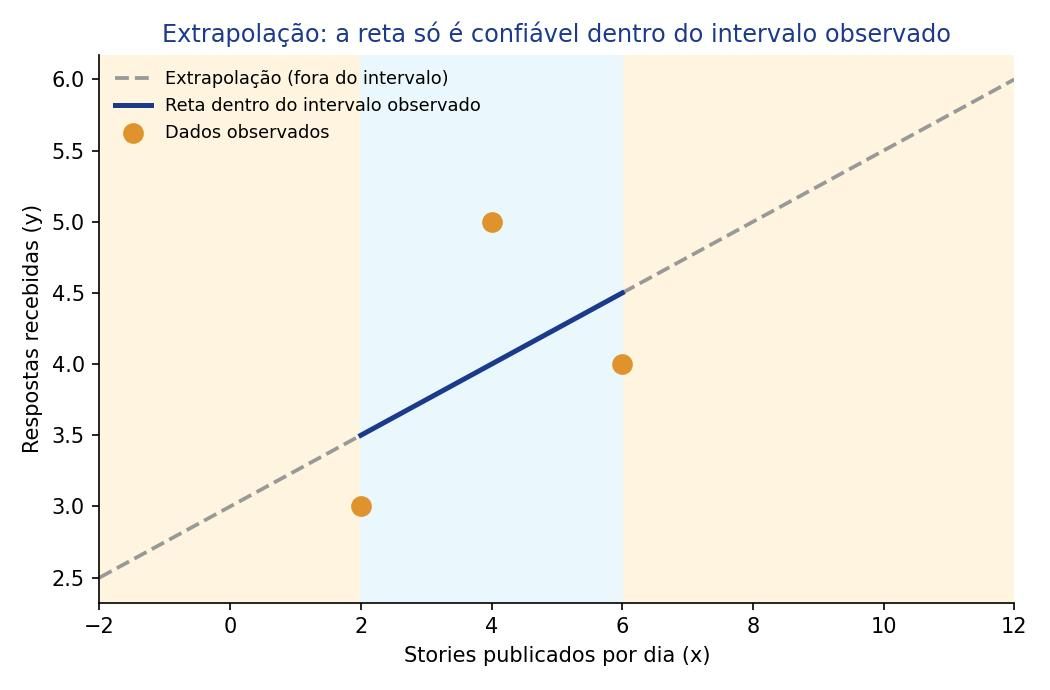 Extrapolação: a reta só é confiável dentro do intervalo observado
Extrapolação (fora do intervalo)
Reta dentro do intervalo observado
Dados observados
Respostas recebidas (y)
6.0
5.5
5.0
4.5
4.0
3.5
3.0
2.5
−2 0 2 4 6 8 10 12
Stories publicados por dia (x)